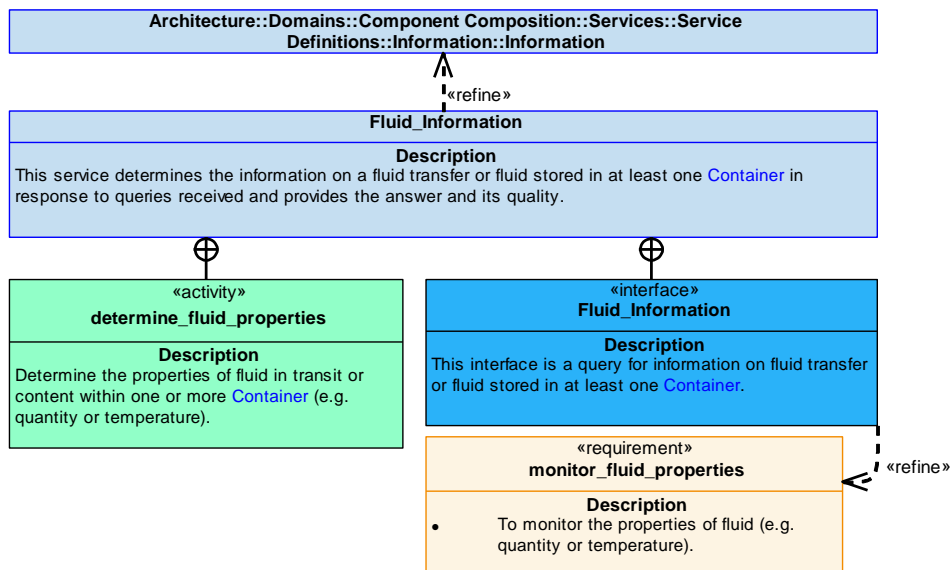 Architecture::Domains::Component Composition::Services::Service
Definitions::Information::Information
«refine»
Fluid_Information
Description
This service determines the information on a fluid transfer or fluid stored in at least one Container in
response to queries received and provides the answer and its quality.
«activity»
determine_fluid_properties
Description
Determine the properties of fluid in transit or
content within one or more Container (e.g.
quantity or temperature).
«interface»
Fluid_Information
Description
This interface is a query for information on fluid transfer
or fluid stored in at least one Container.
«refine»
«requirement»
monitor_fluid_properties
Description
• To monitor the properties of fluid (e.g.
quantity or temperature).